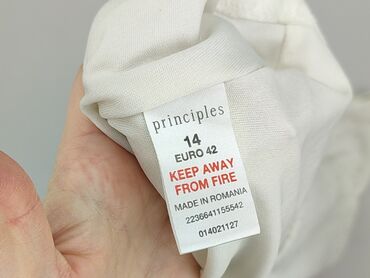 principles
14
EURO 42
KEEP AWAY
FROM FIRE
MADE IN ROMANIA
2236641155542
014021127